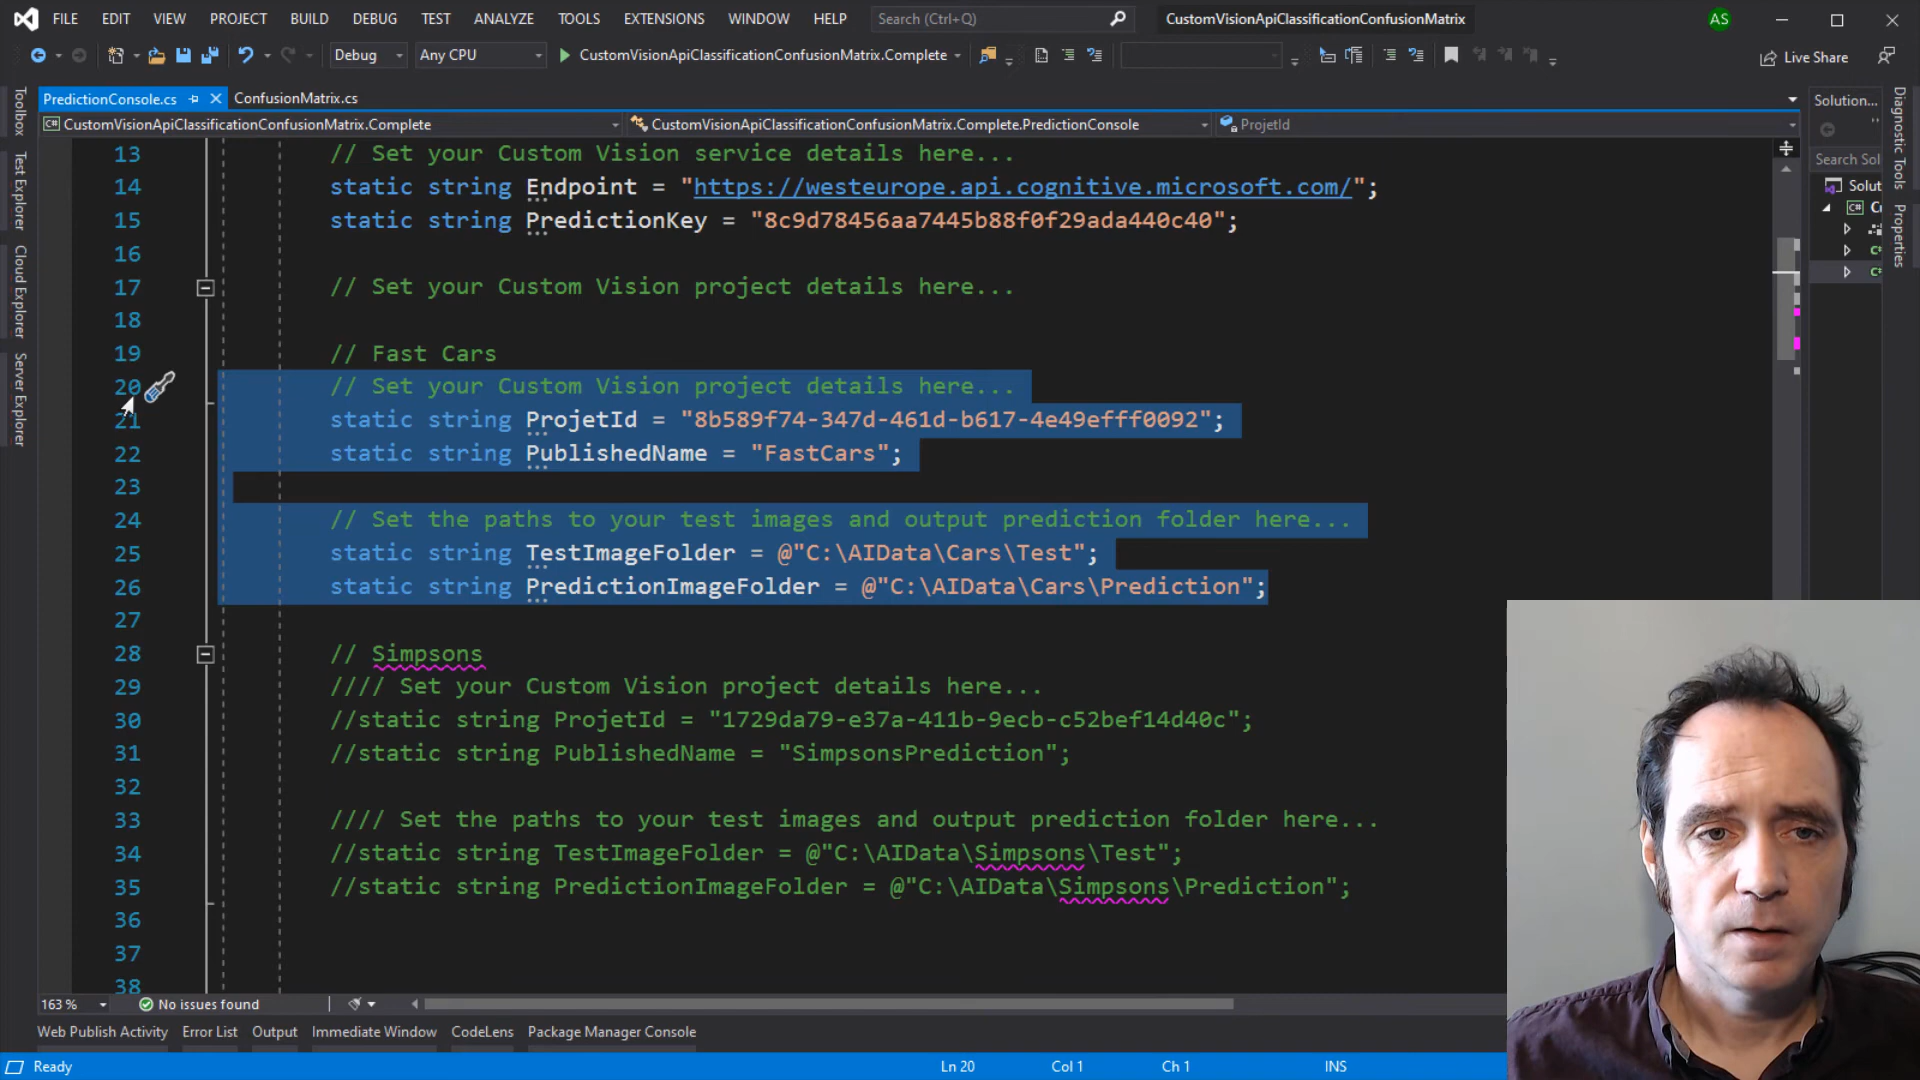 FILE EDIT VIEW PROJECT BUILD DEBUG TEST ANALYZE TOOLS EXTENSIONS WINDOW HELP Search (Ctrl+Q) CustomVisionApiClassificationConfusionMatrix AS
Debug Any CPU CustomVisionApiClassificationConfusionMatrix.Complete Live Share
PredictionConsole.cs ConfusionMatrix.cs Solution...
CustomVisionApiClassificationConfusionMatrix.Complete CustomVisionApiClassificationConfusionMatrix.Complete.PredictionConsole ProjetId
Search Sol
Solut
Toolbox
Test Explorer
Cloud Explorer
Server Explorer
Diagnostic Tools
Properties
13 // Set your Custom Vision service details here...
14 static string Endpoint = "https://westeurope.api.cognitive.microsoft.com/";
15 static string PredictionKey = "8c9d78456aa7445b88f0f29ada440c40";
16
17 // Set your Custom Vision project details here...
18
19 // Fast Cars
20 // Set your Custom Vision project details here...
21 static string ProjetId = "8b589f74-347d-461d-b617-4e49efff0092";
22 static string PublishedName = "FastCars";
23
24 // Set the paths to your test images and output prediction folder here...
25 static string TestImageFolder = @"C:\AIData\Cars\Test";
26 static string PredictionImageFolder = @"C:\AIData\Cars\Prediction";
27
28 // Simpsons
29 //// Set your Custom Vision project details here...
30 //static string ProjetId = "1729da79-e37a-411b-9ecb-c52bef14d40c";
31 //static string PublishedName = "SimpsonsPrediction";
32
33 //// Set the paths to your test images and output prediction folder here...
34 //static string TestImageFolder = @"C:\AIData\Simpsons\Test";
35 //static string PredictionImageFolder = @"C:\AIData\Simpsons\Prediction";
36
37
38
163 % No issues found
Web Publish Activity Error List Output Immediate Window CodeLens Package Manager Console
Ready Ln 20 Col 1 Ch 1 INS